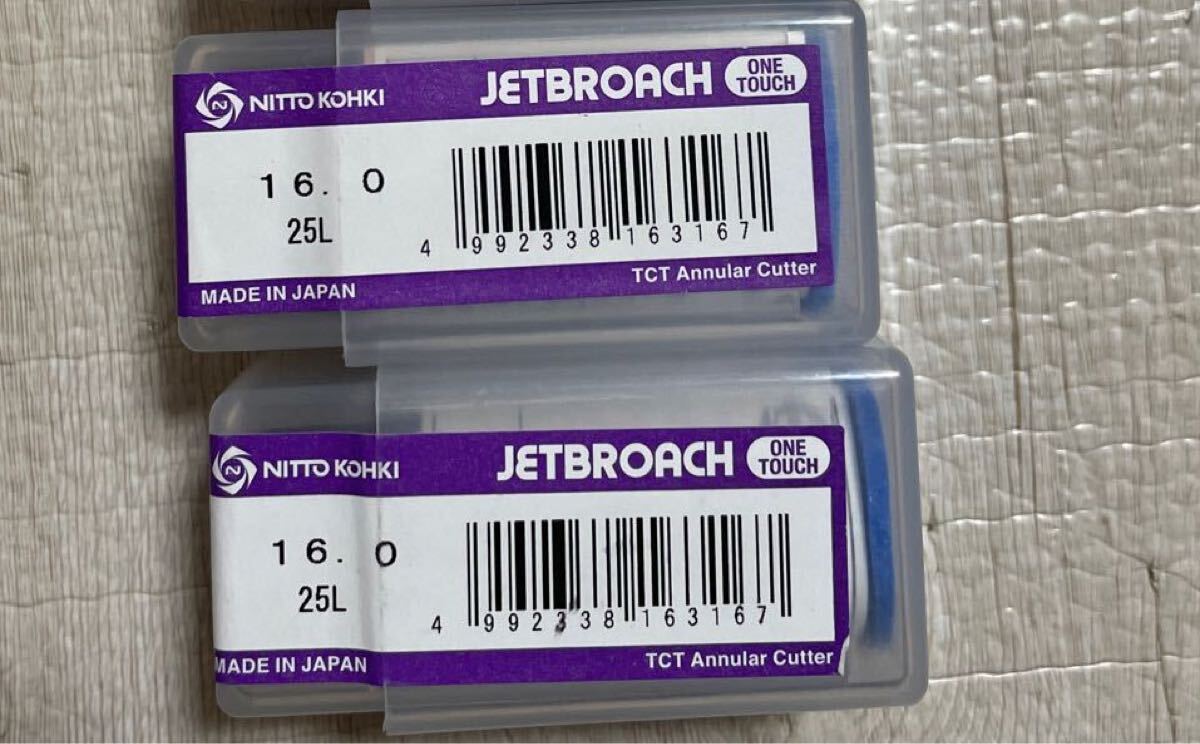 NITTO KOHKI
JETBROACH
ONE
TOUCH
16. 0
25L
4 992338 163167
MADE IN JAPAN
TCT Annular Cutter
NITTO KOHKI
JETBROACH
ONE
TOUCH
16. 0
25L
4 992338 163167
MADE IN JAPAN
TCT Annular Cutter